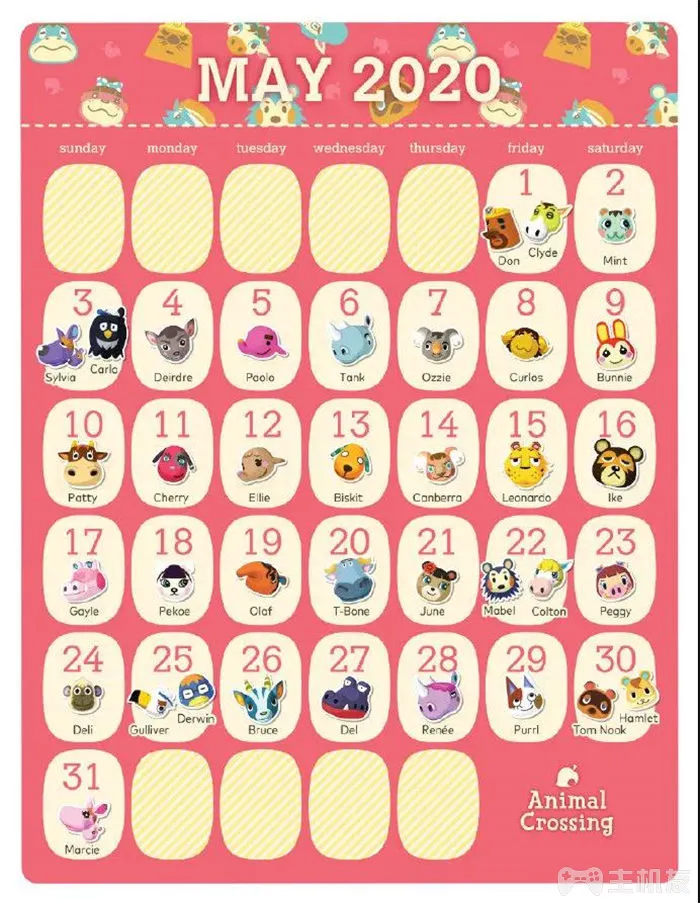 MAY 2020
sunday monday tuesday wednesday thursday friday saturday
1 2
Don Clyde Mint
3 4 5 6 7 8 9
Sylvia Carlo Deirdre Paolo Tank Ozzie Curlos Bunnie
10 11 12 13 14 15 16
Patty Cherry Ellie Biskit Canberra Leonardo Ike
17 18 19 20 21 22 23
Gayle Pekoe Olaf T-Bone June Mabel Colton Peggy
24 25 26 27 28 29 30
Deli Gulliver Derwin Bruce Del Renée Purrl Tom Nook Hamlet
31
Marcie
Animal
Crossing
主机友